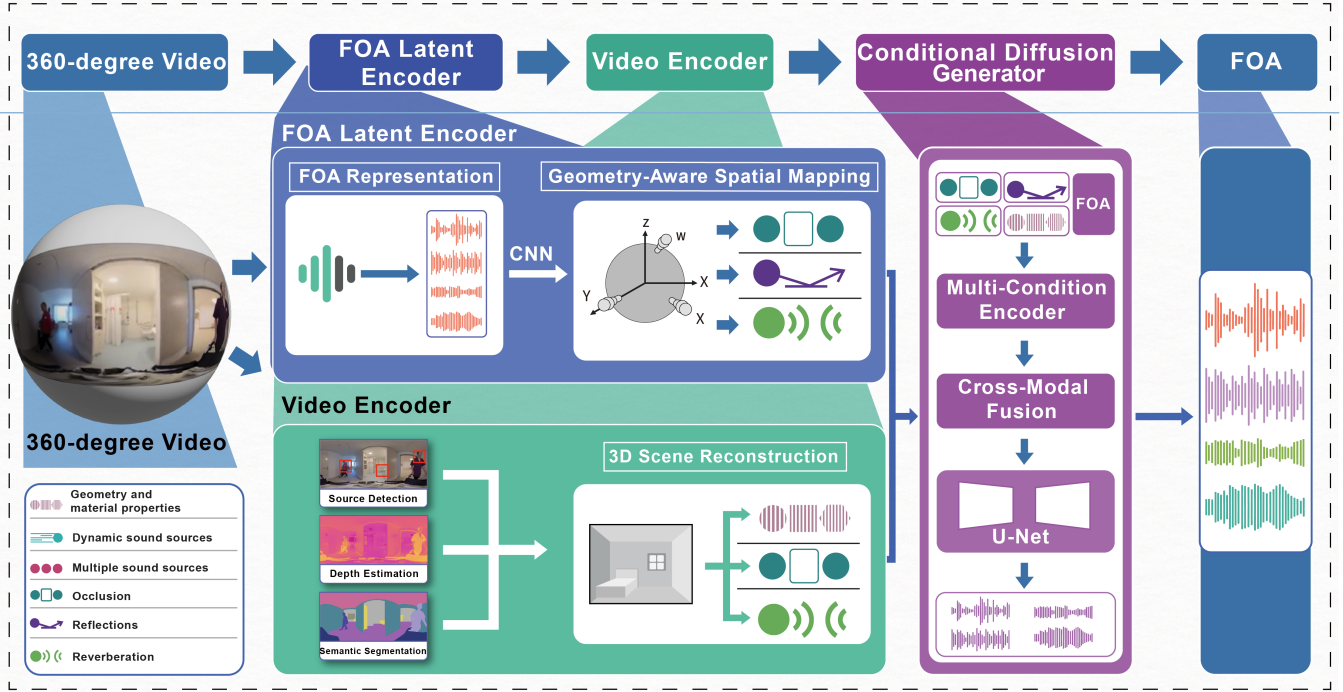 360-degree Video
FOA Latent
Encoder
Video Encoder
Conditional Diffusion
Generator
FOA
FOA Latent Encoder
FOA Representation
CNN
Geometry-Aware Spatial Mapping
Z
W
X
Y
X
360-degree Video
Geometry and
material properties
Dynamic sound sources
Multiple sound sources
Occlusion
Reflections
Reverberation
Video Encoder
Source Detection
Depth Estimation
Semantic Segmentation
3D Scene Reconstruction
FOA
Multi-Condition
Encoder
Cross-Modal
Fusion
U-Net